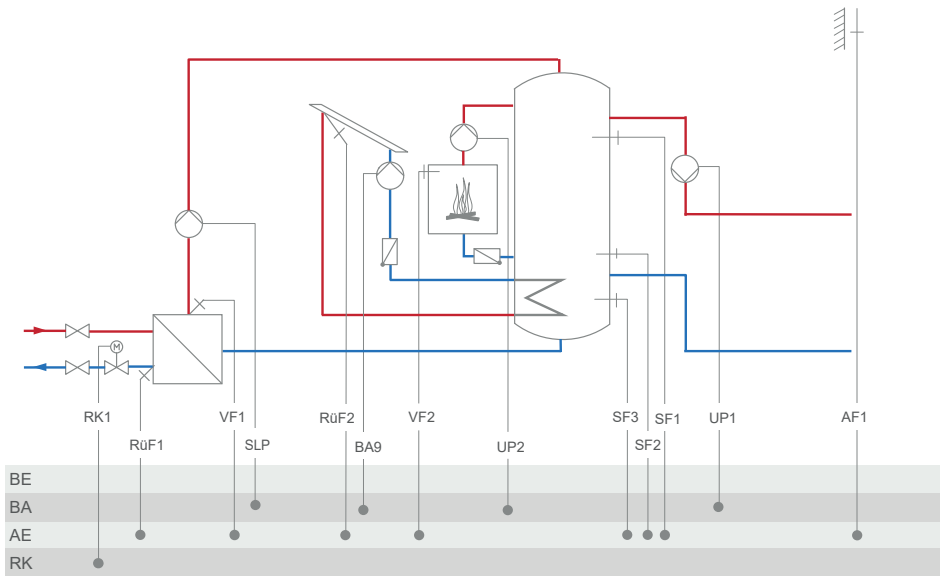 M
RK1
VF1
RüF2
VF2
SF3
SF1
UP1
AF1
RüF1
SLP
BA9
UP2
SF2
BE
BA
AE
RK